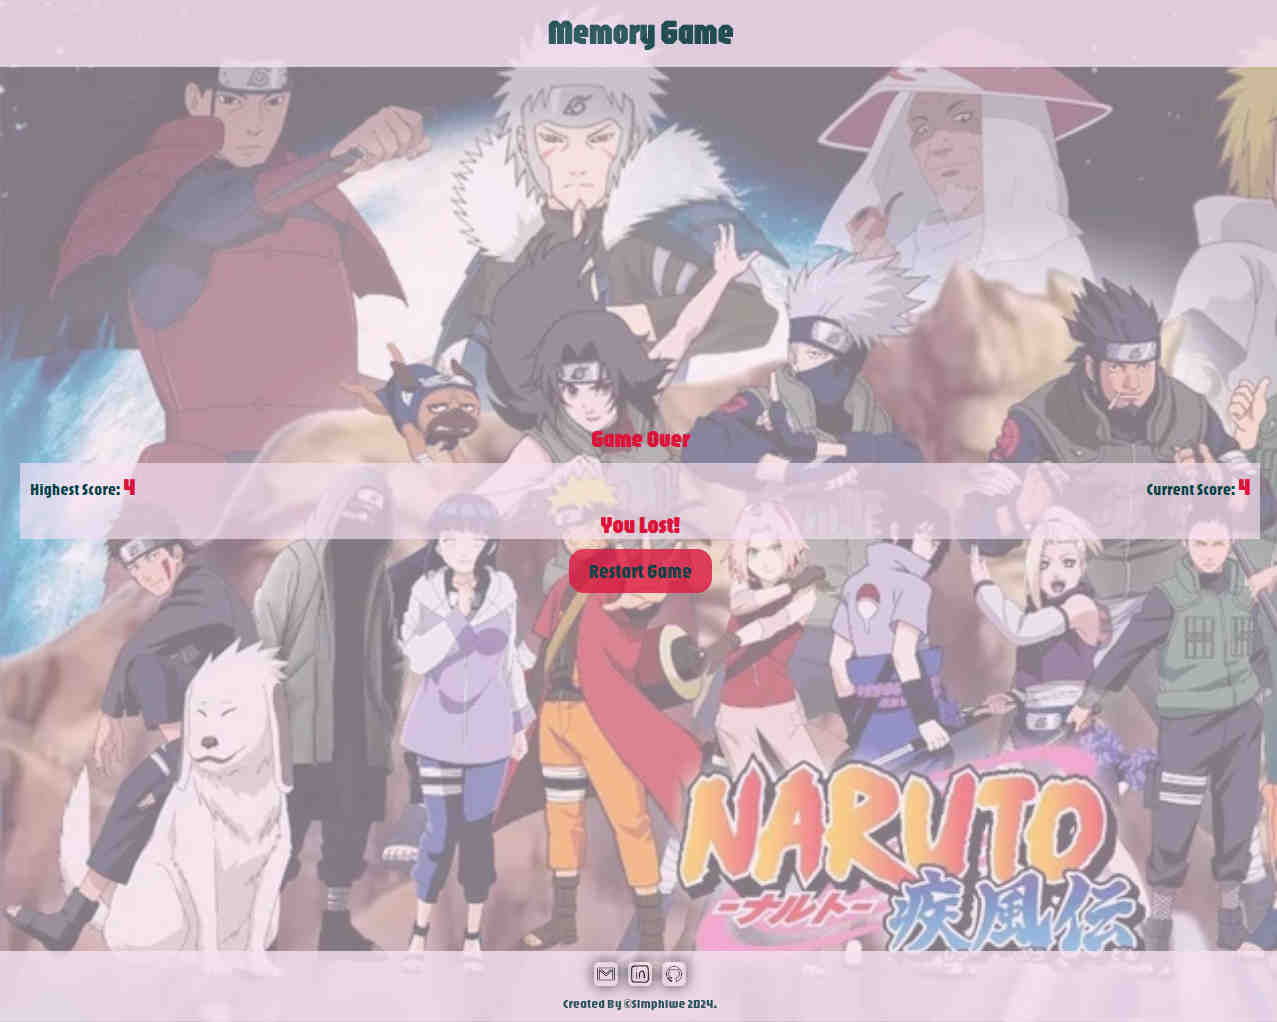 Memory Game
Game Over
Highest Score: 4
Current Score: 4
You Lost!
Restart Game
NARUTO
-ナルト-
疾風伝
Created By ©Simphiwe 2024.